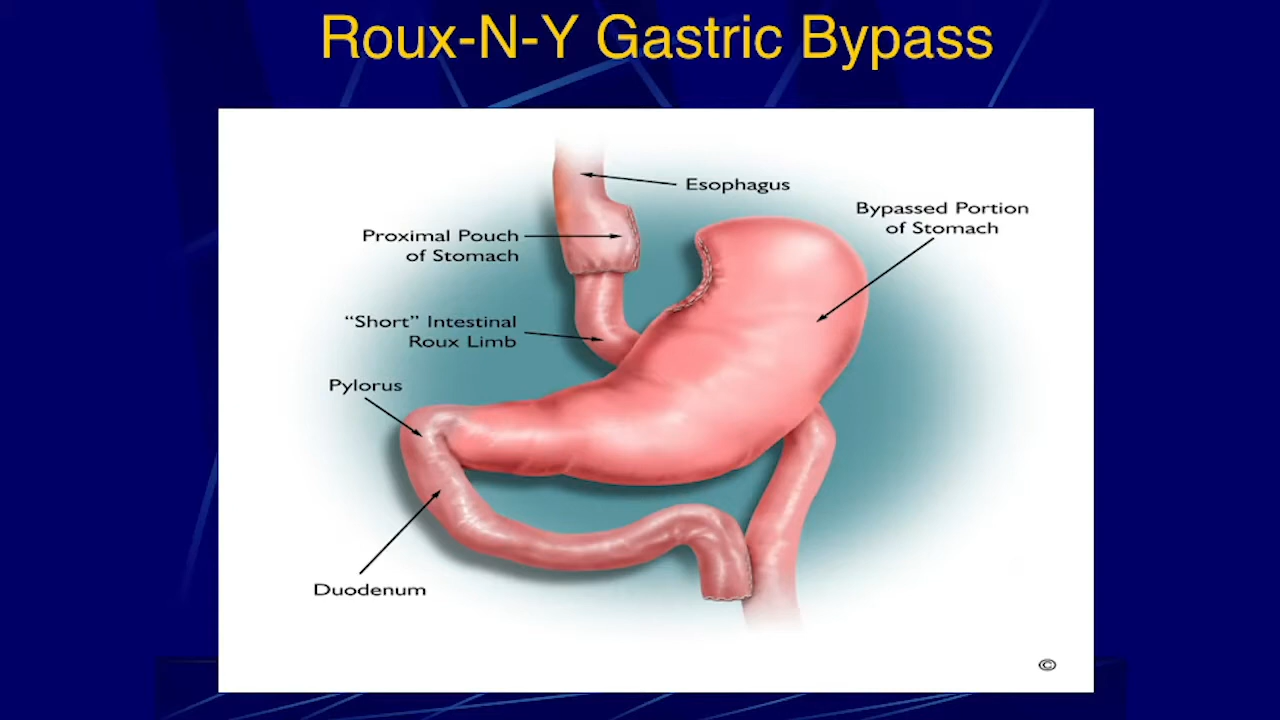 Roux-N-Y Gastric Bypass
Esophagus
Bypassed Portion
of Stomach
Proximal Pouch
of Stomach
“Short” Intestinal
Roux Limb
Pylorus
Duodenum
©